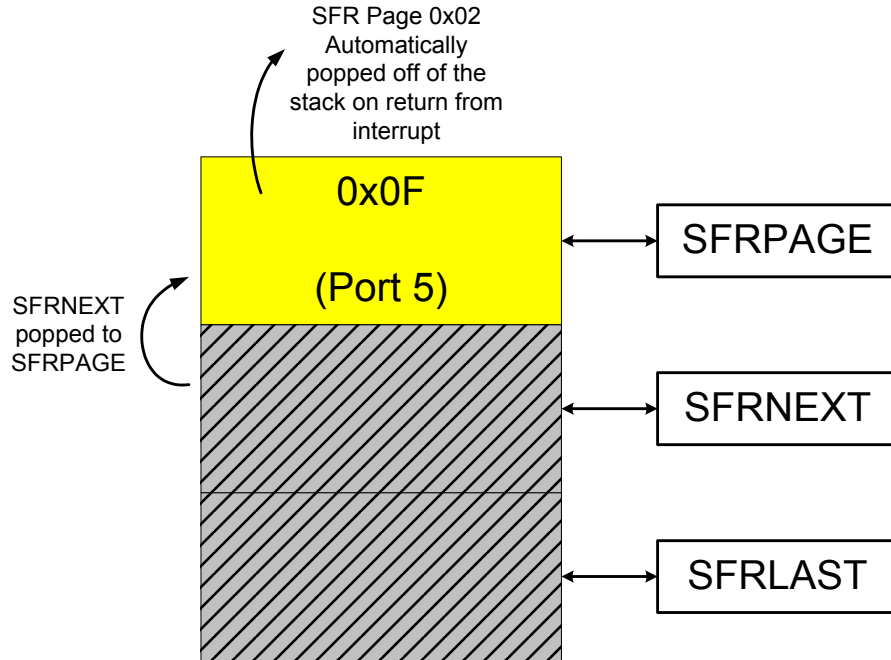 SFR Page 0x02
Automatically
popped off of the
stack on return from
interrupt
0x0F
(Port 5)
SFRPAGE
SFRNEXT
popped to
SFRPAGE
SFRNEXT
SFRLAST